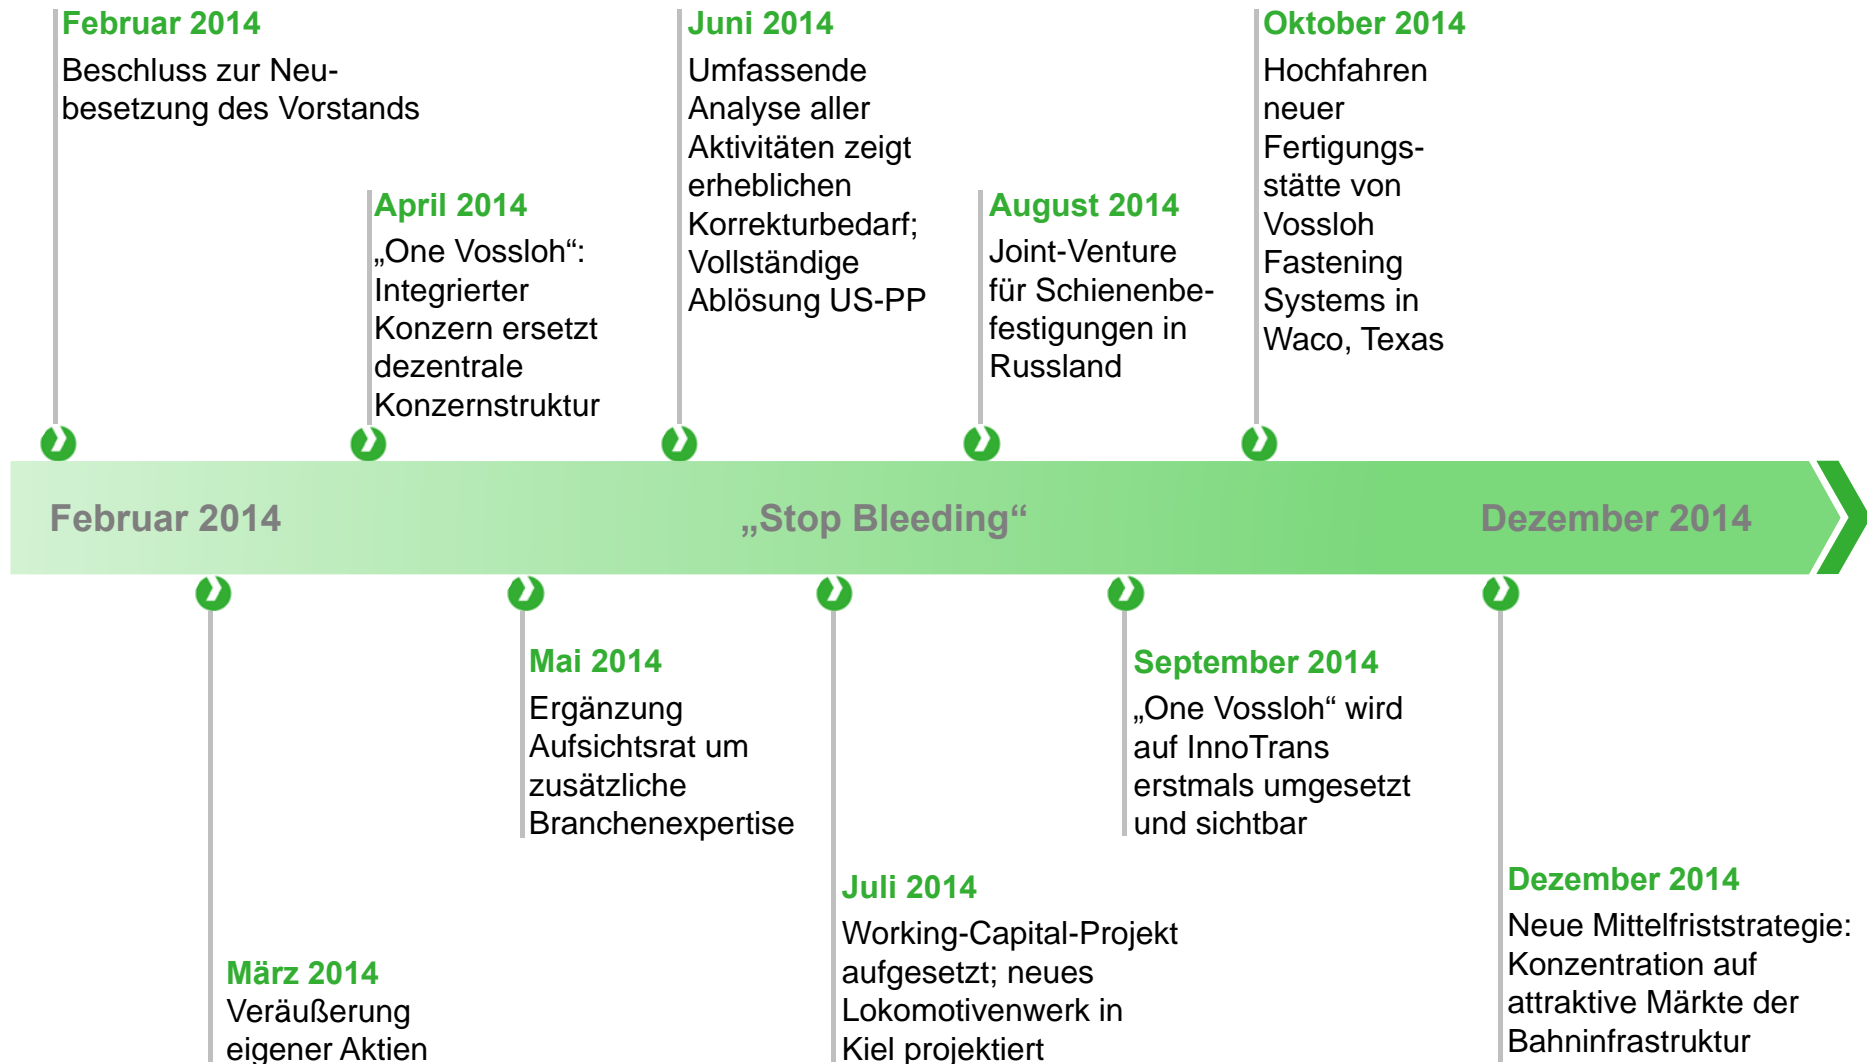 Februar 2014
Beschluss zur Neu-
besetzung des Vorstands
April 2014
„One Vossloh“:
Integrierter
Konzern ersetzt
dezentrale
Konzernstruktur
Juni 2014
Umfassende
Analyse aller
Aktivitäten zeigt
erheblichen
Korrekturbedarf;
Vollständige
Ablösung US-PP
August 2014
Joint-Venture
für Schienenbe-
festigungen in
Russland
Oktober 2014
Hochfahren
neuer
Fertigungs-
stätte von
Vossloh
Fastening
Systems in
Waco, Texas
Februar 2014
„Stop Bleeding“
Dezember 2014
März 2014
Veräußerung
eigener Aktien
Mai 2014
Ergänzung
Aufsichtsrat um
zusätzliche
Branchenexpertise
Juli 2014
Working-Capital-Projekt
aufgesetzt; neues
Lokomotivenwerk in
Kiel projektiert
September 2014
„One Vossloh“ wird
auf InnoTrans
erstmals umgesetzt
und sichtbar
Dezember 2014
Neue Mittelfriststrategie:
Konzentration auf
attraktive Märkte der
Bahninfrastruktur